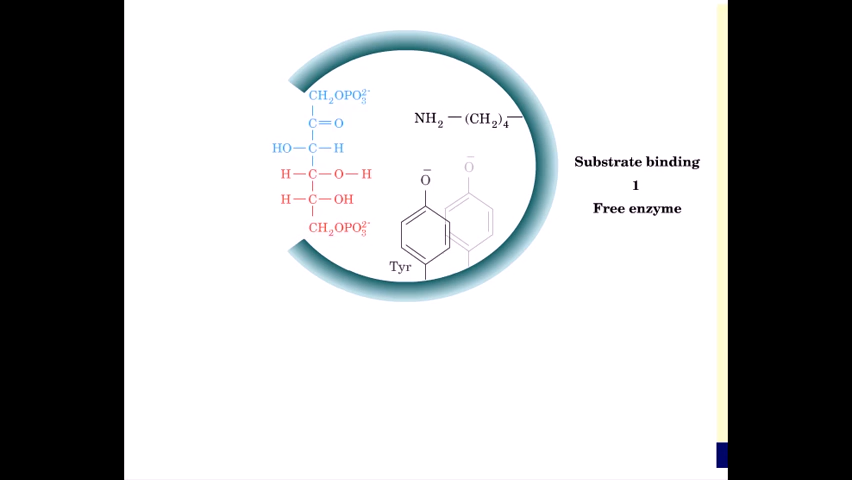 CH₂OPO₃²⁻
C=O
HO—C—H
H—C—O—H
H—C—OH
CH₂OPO₃²⁻
NH₂—(CH₂)₄—
O⁻
O⁻
Tyr
Substrate binding
1
Free enzyme